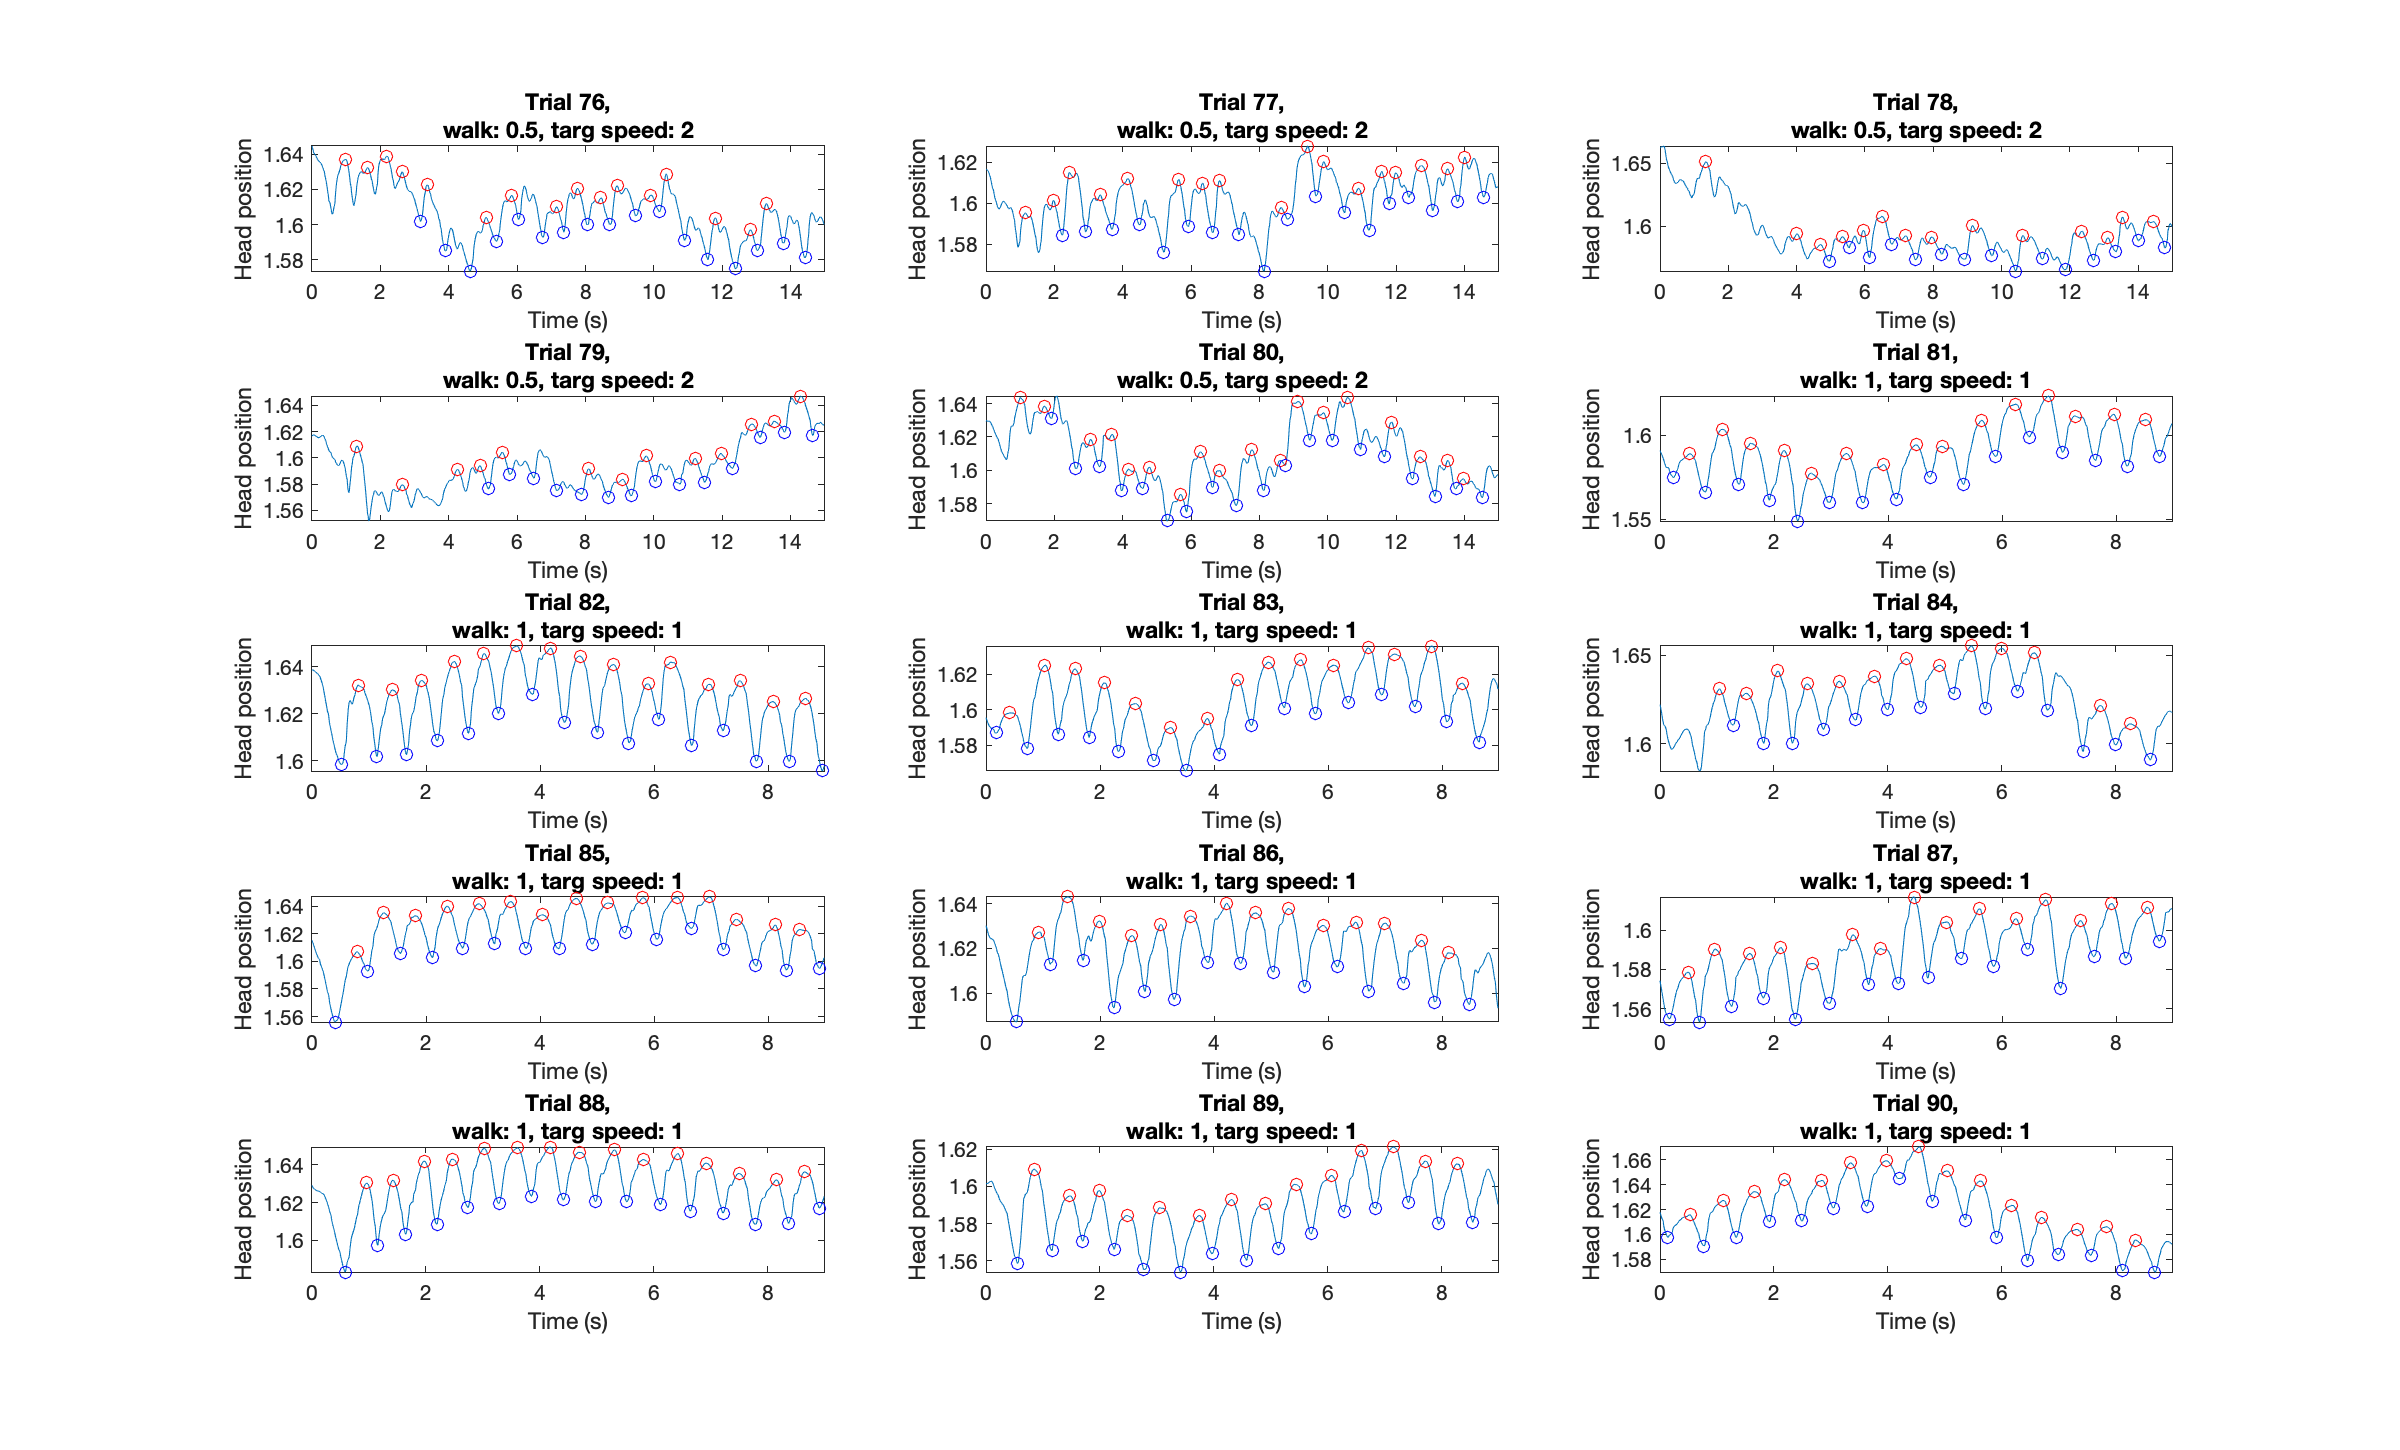 Trial 76,
walk: 0.5, targ speed: 2
Head position
1.64
1.62
1.6
1.58
0 2 4 6 8 10 12 14
Time (s)
Trial 77,
walk: 0.5, targ speed: 2
Head position
1.62
1.6
1.58
0 2 4 6 8 10 12 14
Time (s)
Trial 78,
walk: 0.5, targ speed: 2
Head position
1.65
1.6
0 2 4 6 8 10 12 14
Time (s)
Trial 79,
walk: 0.5, targ speed: 2
Head position
1.64
1.62
1.6
1.58
1.56
0 2 4 6 8 10 12 14
Time (s)
Trial 80,
walk: 0.5, targ speed: 2
Head position
1.64
1.62
1.6
1.58
0 2 4 6 8 10 12 14
Time (s)
Trial 81,
walk: 1, targ speed: 1
Head position
1.6
1.55
0 2 4 6 8
Time (s)
Trial 82,
walk: 1, targ speed: 1
Head position
1.64
1.62
1.6
0 2 4 6 8
Time (s)
Trial 83,
walk: 1, targ speed: 1
Head position
1.62
1.6
1.58
0 2 4 6 8
Time (s)
Trial 84,
walk: 1, targ speed: 1
Head position
1.65
1.6
0 2 4 6 8
Time (s)
Trial 85,
walk: 1, targ speed: 1
Head position
1.64
1.62
1.6
1.58
1.56
0 2 4 6 8
Time (s)
Trial 86,
walk: 1, targ speed: 1
Head position
1.64
1.62
1.6
0 2 4 6 8
Time (s)
Trial 87,
walk: 1, targ speed: 1
Head position
1.6
1.58
1.56
0 2 4 6 8
Time (s)
Trial 88,
walk: 1, targ speed: 1
Head position
1.64
1.62
1.6
0 2 4 6 8
Time (s)
Trial 89,
walk: 1, targ speed: 1
Head position
1.62
1.6
1.58
1.56
0 2 4 6 8
Time (s)
Trial 90,
walk: 1, targ speed: 1
Head position
1.66
1.64
1.62
1.6
1.58
0 2 4 6 8
Time (s)